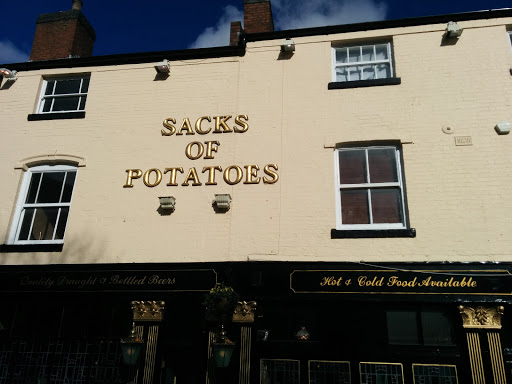 SACKS
OF
POTATOES
Quality Draught & Bottled Beers
Hot & Cold Food Available